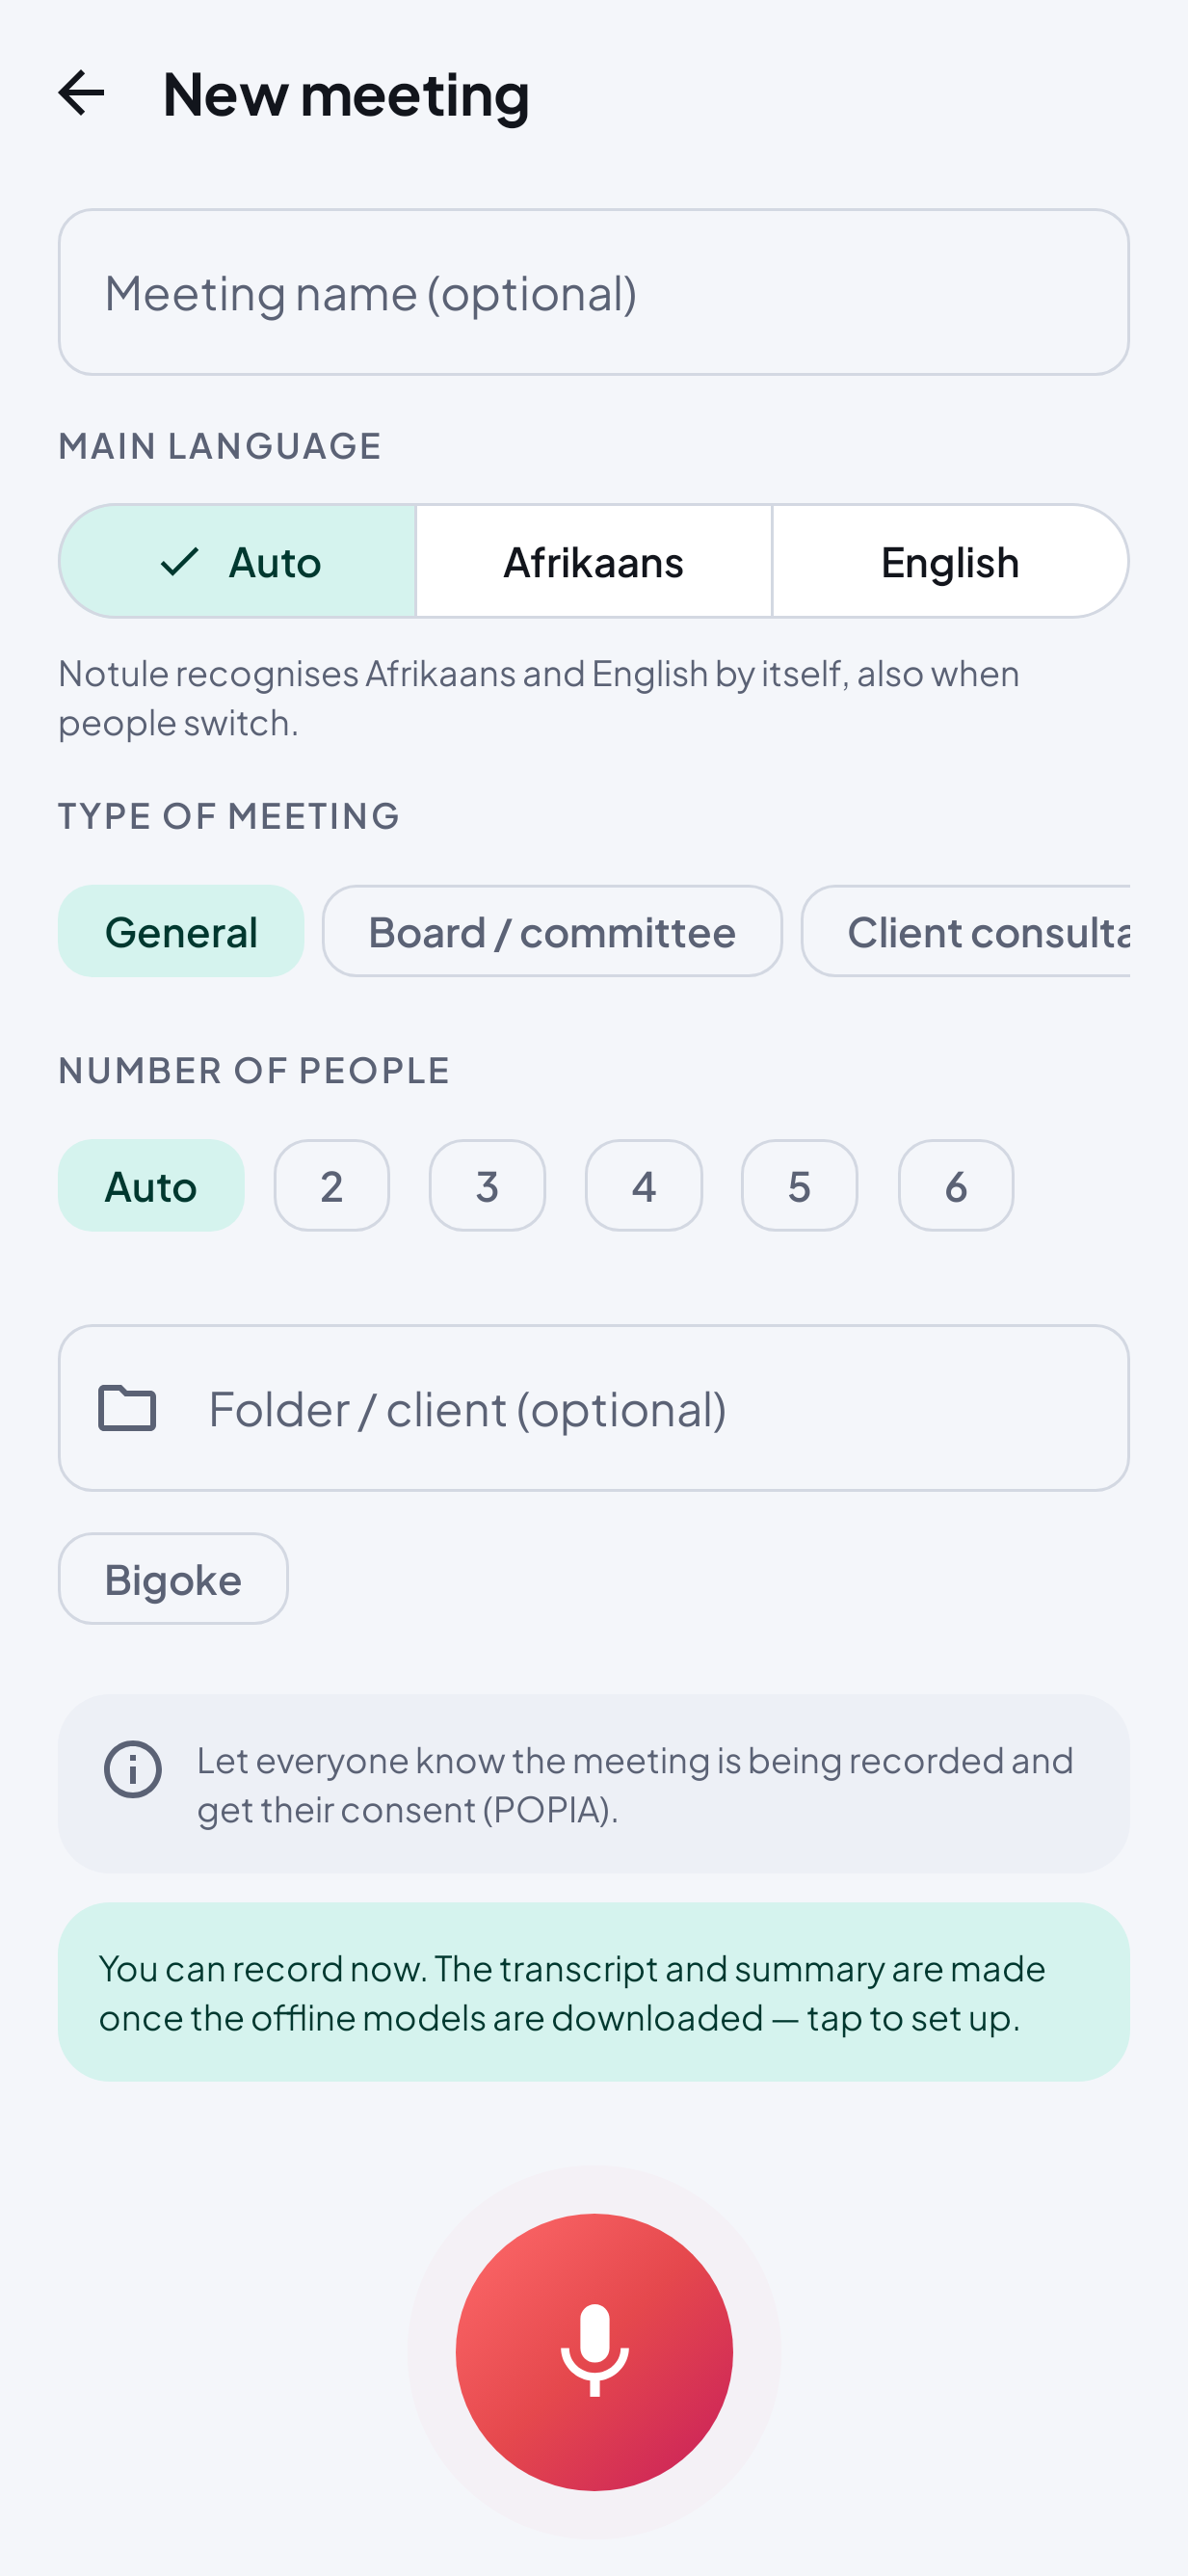 New meeting
Meeting name (optional)
MAIN LANGUAGE
Auto
Afrikaans
English
Notule recognises Afrikaans and English by itself, also when
people switch.
TYPE OF MEETING
General
Board / committee
Client consulta
NUMBER OF PEOPLE
Auto
2
3
4
5
6
Folder / client (optional)
Bigoke
Let everyone know the meeting is being recorded and
get their consent (POPIA).
You can record now. The transcript and summary are made
once the offline models are downloaded — tap to set up.